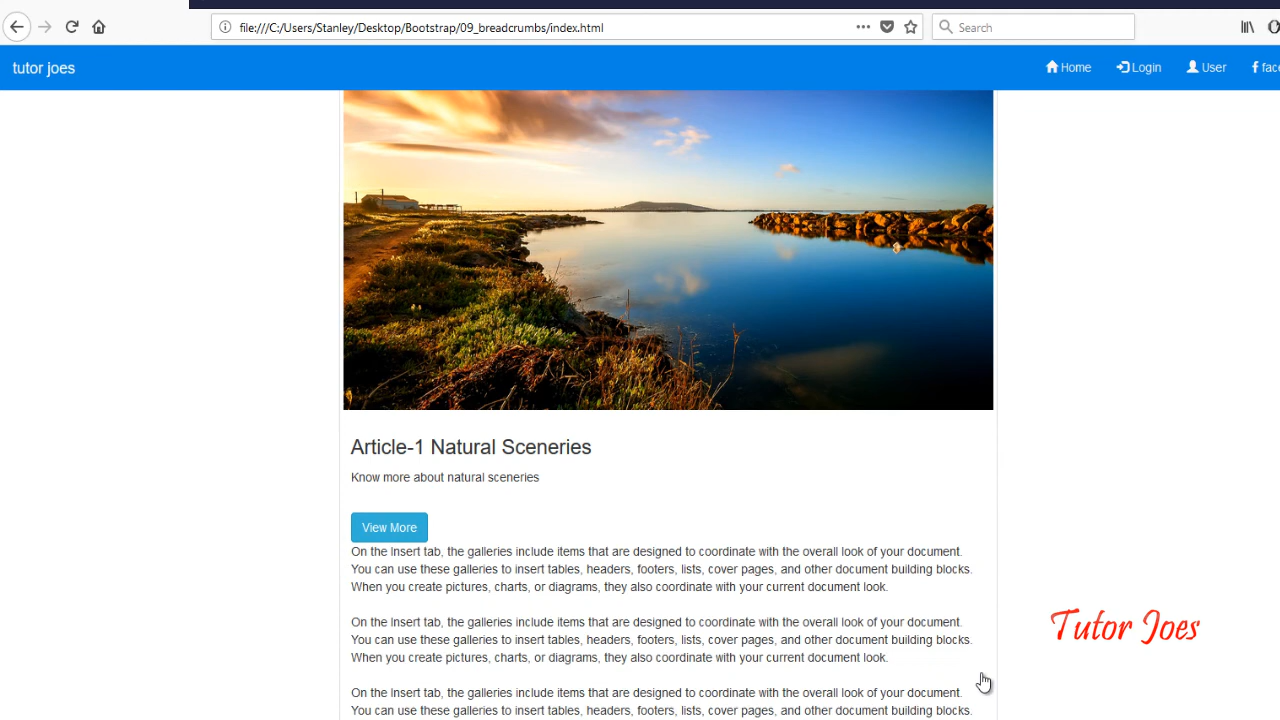 file:///C:/Users/Stanley/Desktop/Bootstrap/09_breadcrumbs/index.html
Search
tutor joes
Home Login User
Article-1 Natural Sceneries
Know more about natural sceneries
View More
On the Insert tab, the galleries include items that are designed to coordinate with the overall look of your document.
You can use these galleries to insert tables, headers, footers, lists, cover pages, and other document building blocks.
When you create pictures, charts, or diagrams, they also coordinate with your current document look.
On the Insert tab, the galleries include items that are designed to coordinate with the overall look of your document.
You can use these galleries to insert tables, headers, footers, lists, cover pages, and other document building blocks.
When you create pictures, charts, or diagrams, they also coordinate with your current document look.
Tutor Joes
On the Insert tab, the galleries include items that are designed to coordinate with the overall look of your document.
You can use these galleries to insert tables, headers, footers, lists, cover pages, and other document building blocks.